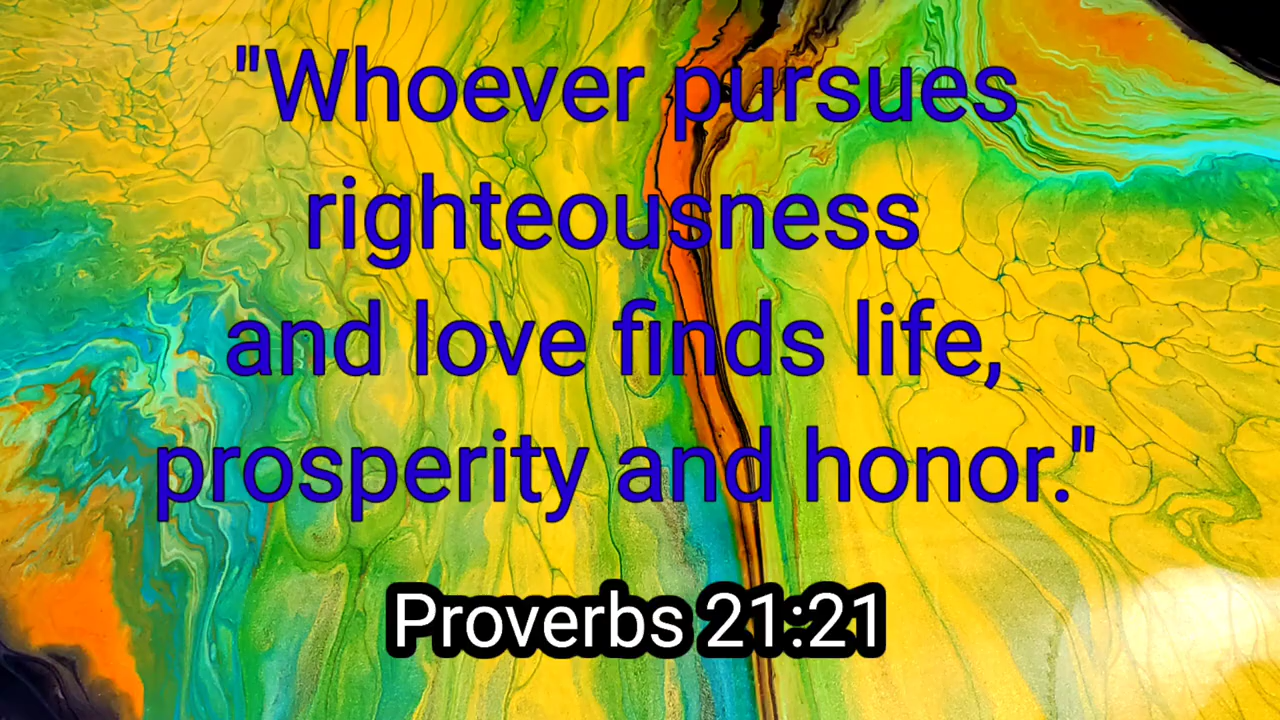 "Whoever pursues
righteousness
and love finds life,
prosperity and honor."
Proverbs 21:21